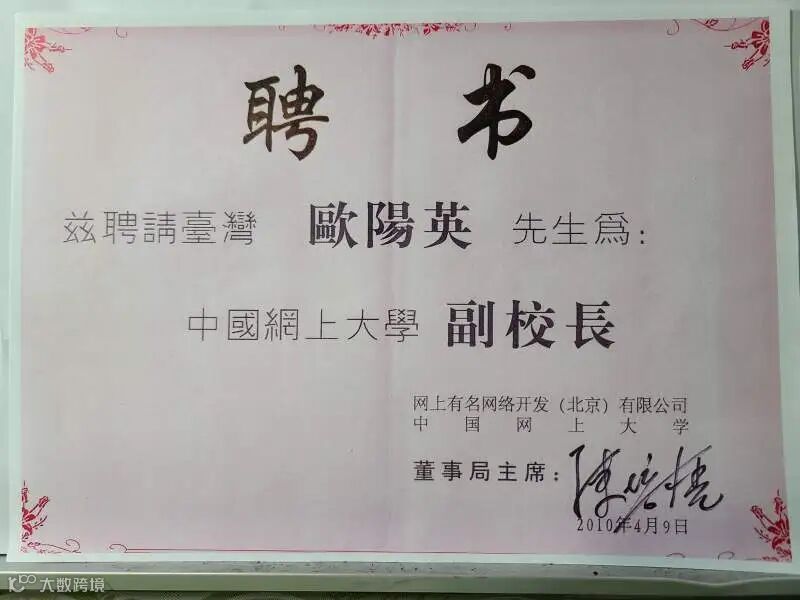 聘书
兹聘請臺灣 歐陽英 先生爲:
中國網上大學 副校長
网上有名网络开发（北京）有限公司
中国网上大学
董事局主席:
2010年4月9日
大数跨境